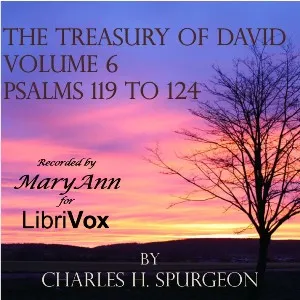 THE TREASURY OF DAVID
VOLUME 6
PSALMS 119 TO 124
Recorded by
MaryAnn
for
LibriVox
BY
CHARLES H. SPURGEON